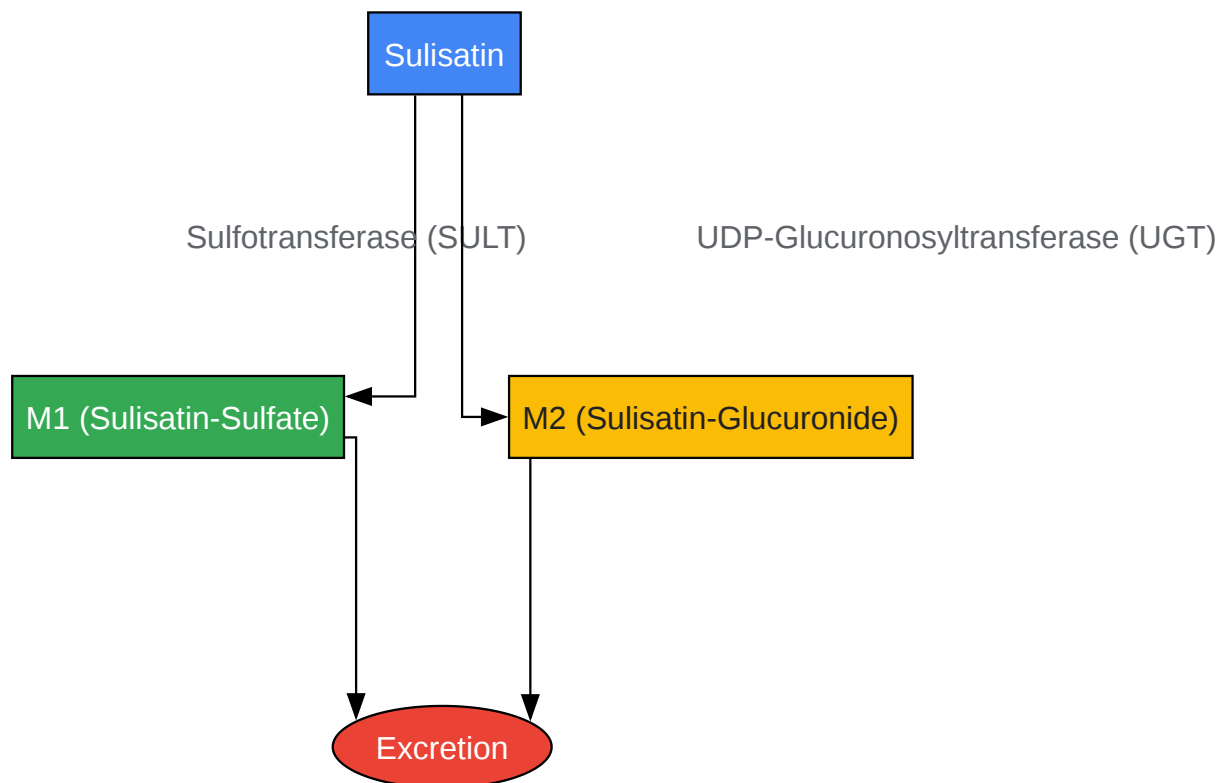 Sulisatin
Sulfotransferase (SULT)
UDP-Glucuronosyltransferase (UGT)
M1 (Sulisatin-Sulfate)
M2 (Sulisatin-Glucuronide)
Excretion